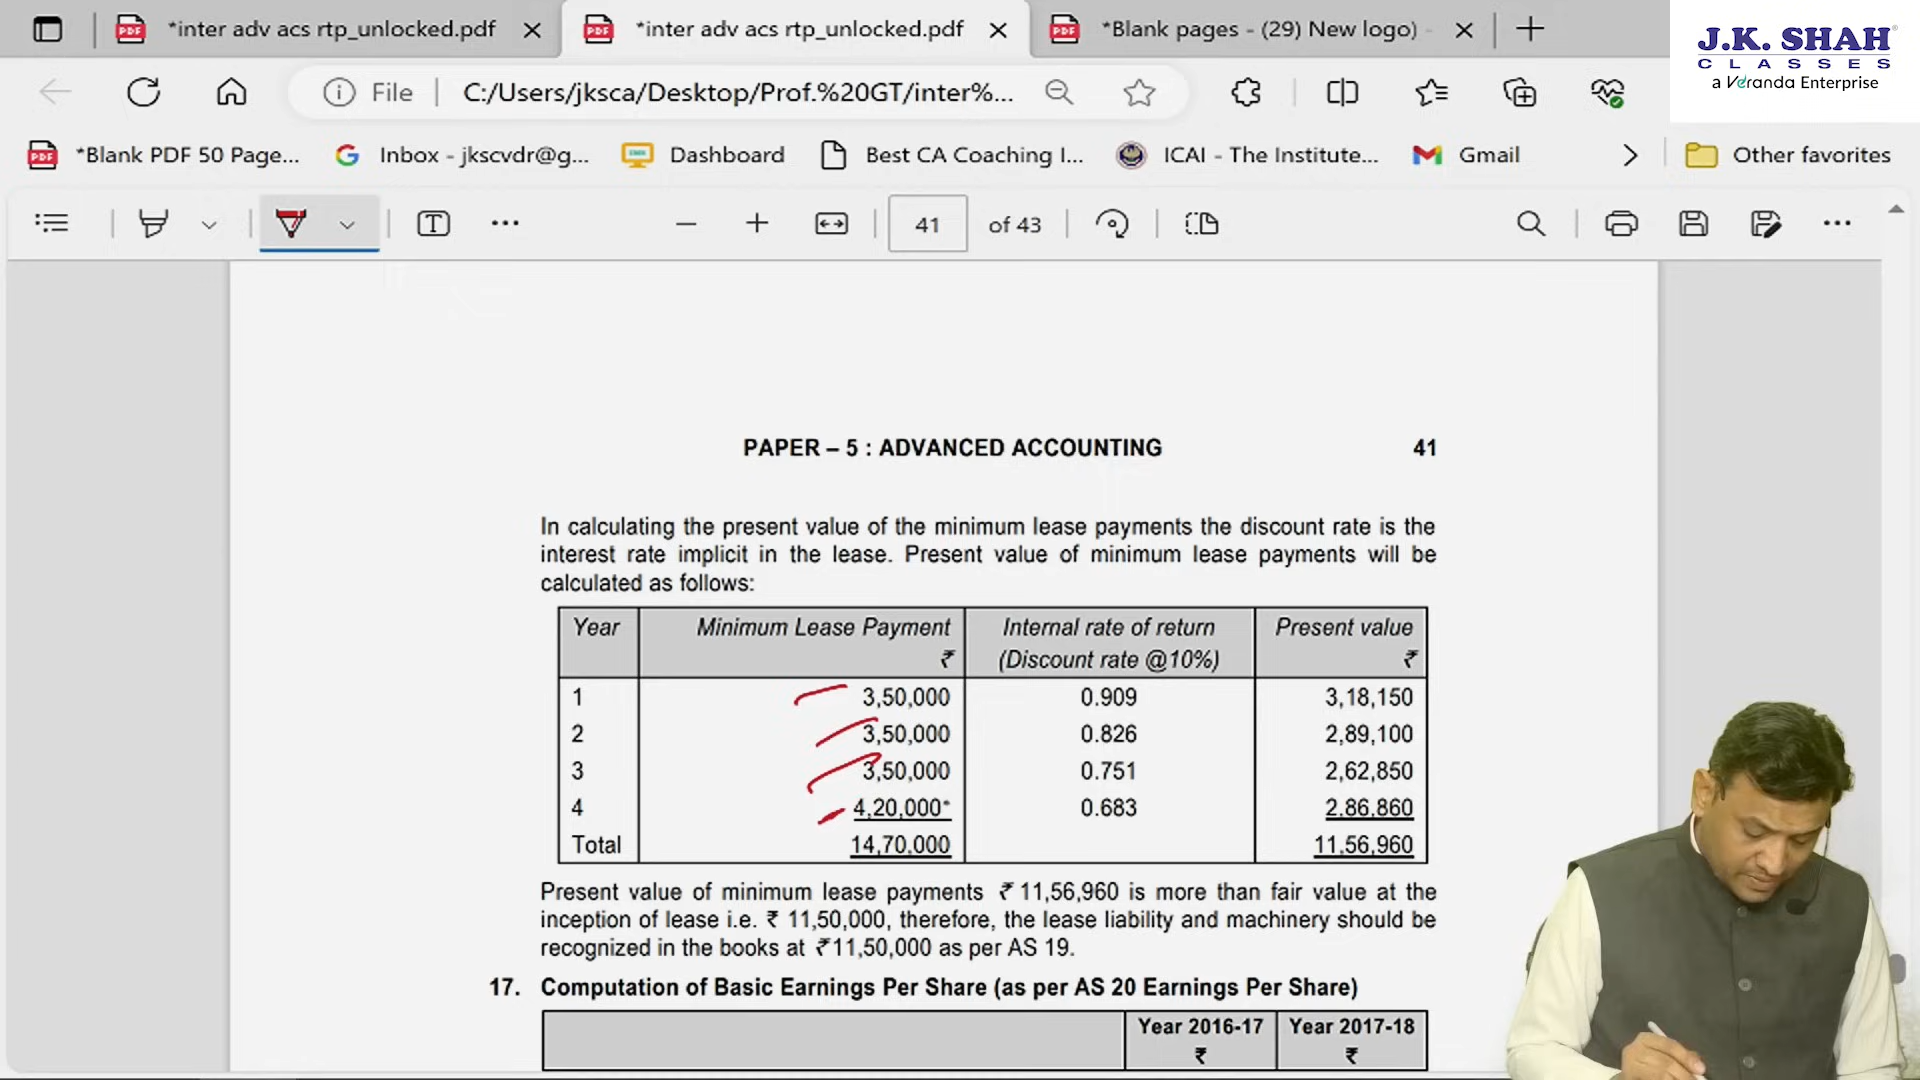 *inter adv acs rtp_unlocked.pdf
*inter adv acs rtp_unlocked.pdf
*Blank pages - (29) New logo) -
J.K. SHAH
CLASSES
a Veranda Enterprise
File
C:/Users/jksca/Desktop/Prof.%20GT/inter%...
*Blank PDF 50 Page...
Inbox - jkscvdr@g...
Dashboard
Best CA Coaching I...
ICAI - The Institute...
Gmail
Other favorites
41 of 43
PAPER – 5 : ADVANCED ACCOUNTING 41
In calculating the present value of the minimum lease payments the discount rate is the
interest rate implicit in the lease. Present value of minimum lease payments will be
calculated as follows:
Year Minimum Lease Payment Internal rate of return Present value
₹ (Discount rate @10%) ₹
1 3,50,000 0.909 3,18,150
2 3,50,000 0.826 2,89,100
3 3,50,000 0.751 2,62,850
4 4,20,000* 0.683 2.86,860
Total 14,70,000 11,56,960
Present value of minimum lease payments ₹ 11,56,960 is more than fair value at the
inception of lease i.e. ₹ 11,50,000, therefore, the lease liability and machinery should be
recognized in the books at ₹11,50,000 as per AS 19.
17. Computation of Basic Earnings Per Share (as per AS 20 Earnings Per Share)
Year 2016-17 Year 2017-18
₹ ₹